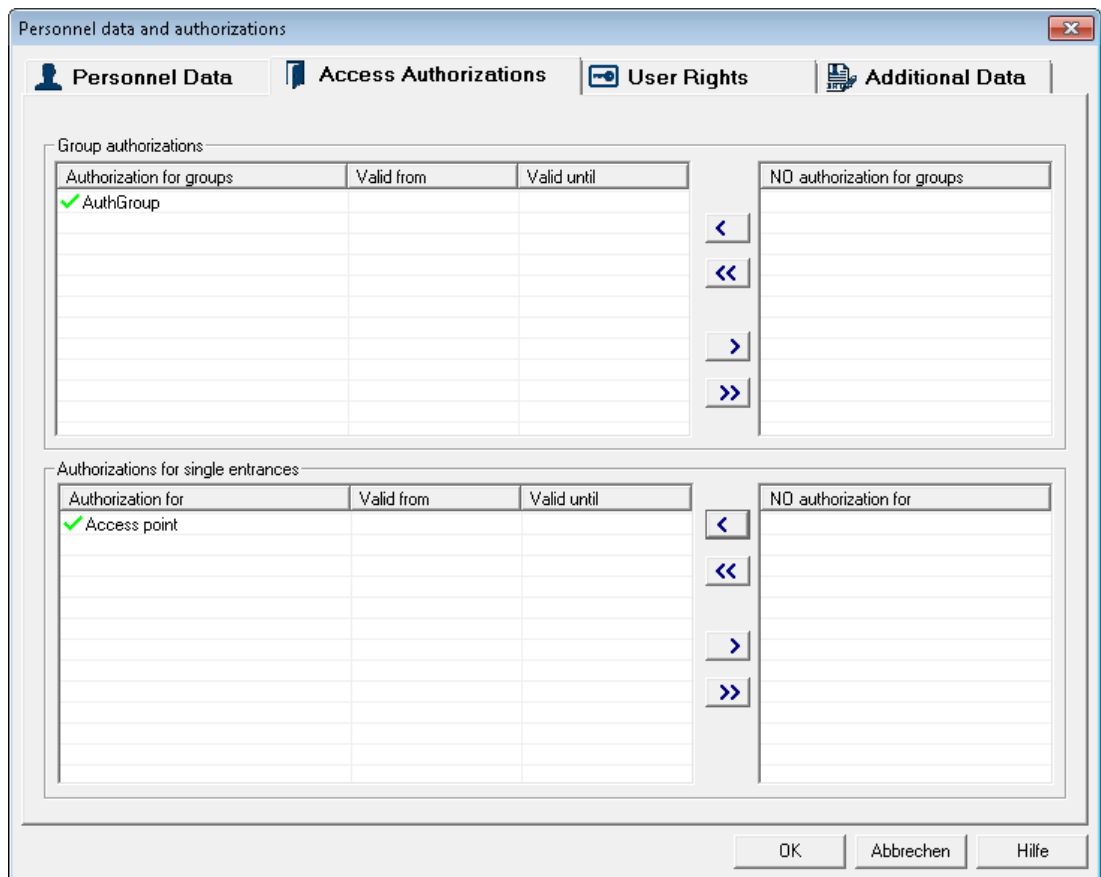 Personnel data and authorizations
Personnel Data Access Authorizations User Rights Additional Data
Group authorizations
Authorization for groups Valid from Valid until NO authorization for groups
AuthGroup
<
<<
>
>>
Authorizations for single entrances
Authorization for Valid from Valid until NO authorization for
Access point
<
<<
>
>>
OK Abbrechen Hilfe